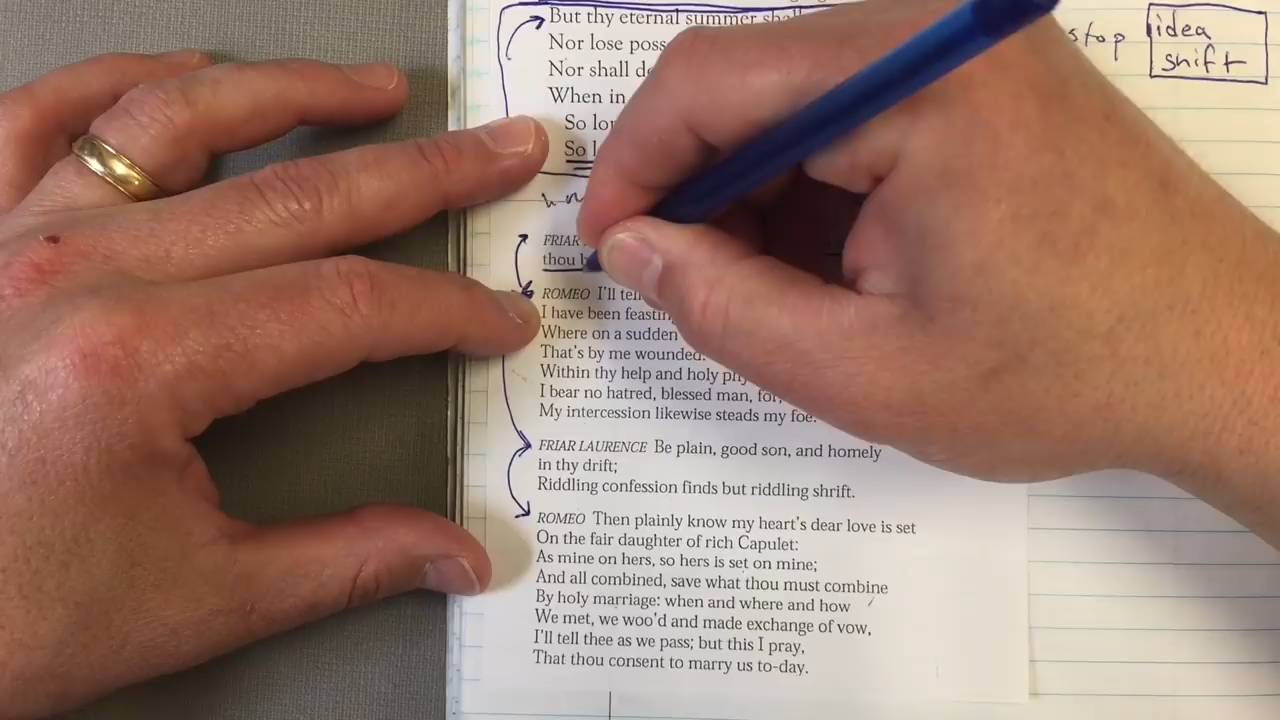 But thy eternal summer
stop
idea
shift
Nor lose
Nor shall
When in
So
So
FRIAR
thou
ROMEO I'll
I have been
Where on a sudden
That's by me wounded:
Within thy help and holy
I bear no hatred, blessed man,
My intercession likewise steads my foe.
FRIAR LAURENCE Be plain, good son, and homely
in thy drift;
Riddling confession finds but riddling shrift.
ROMEO Then plainly know my heart's dear love is set
On the fair daughter of rich Capulet:
As mine on hers, so hers is set on mine;
And all combined, save what thou must combine
By holy marriage: when and where and how
We met, we woo'd and made exchange of vow,
I'll tell thee as we pass; but this I pray,
That thou consent to marry us to-day.